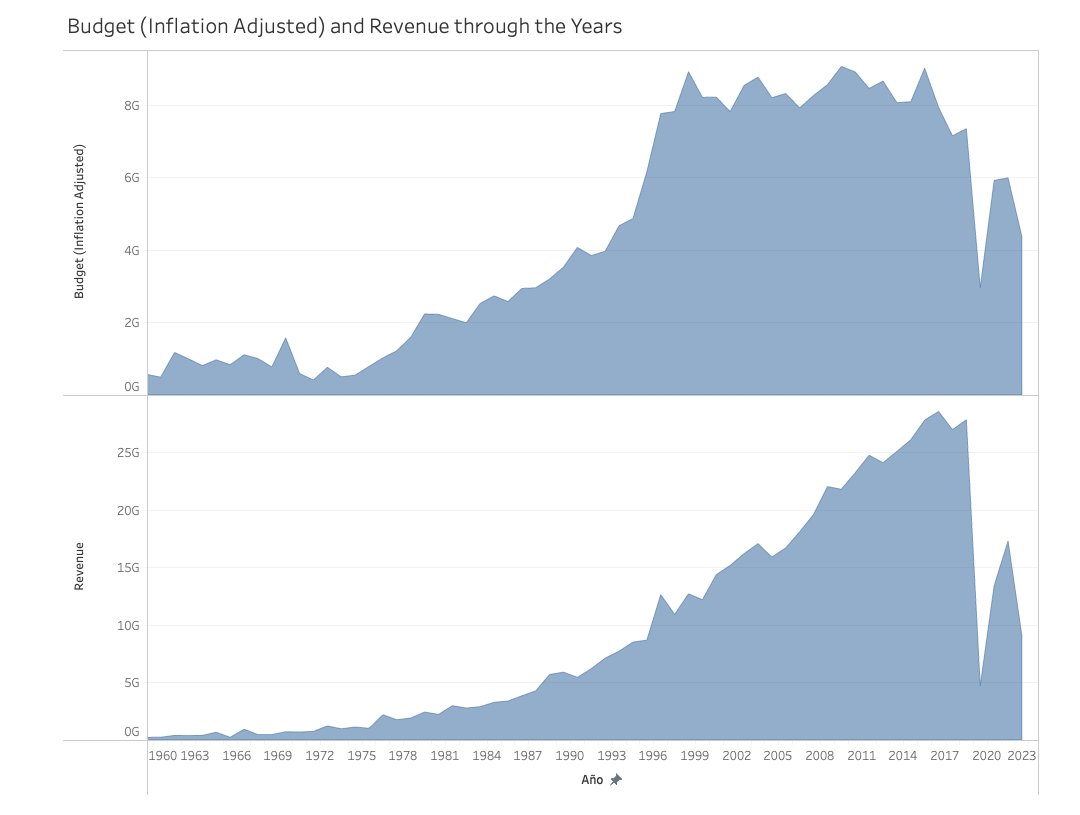 Budget (Inflation Adjusted) and Revenue through the Years
Budget (Inflation Adjusted)
8G
6G
4G
2G
0G
Revenue
25G
20G
15G
10G
5G
0G
1960 1963 1966 1969 1972 1975 1978 1981 1984 1987 1990 1993 1996 1999 2002 2005 2008 2011 2014 2017 2020 2023
Año